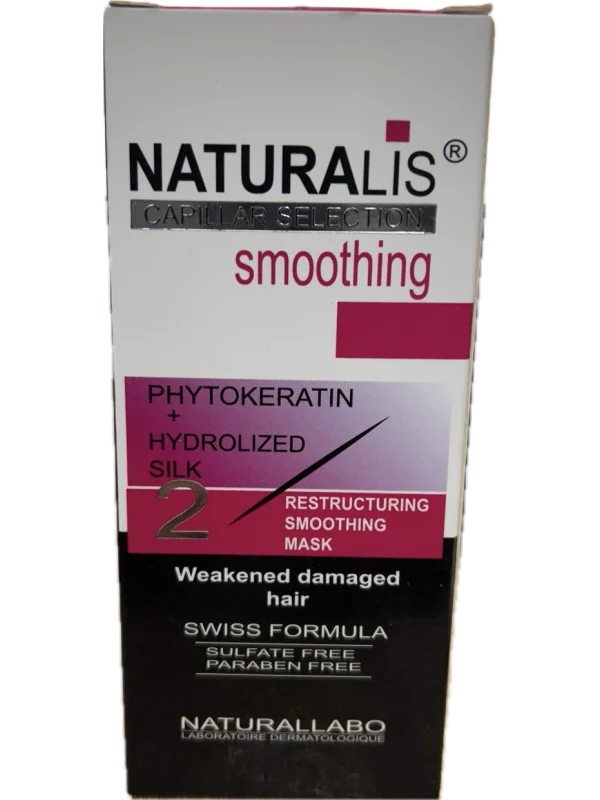 NATURALIS®
CAPILLAR SELECTION
smoothing
PHYTOKERATIN
+
HYDROLIZED
SILK
2
RESTRUCTURING
SMOOTHING
MASK
Weakened damaged
hair
SWISS FORMULA
SULFATE FREE
PARABEN FREE
NATURALLABO
LABORATOIRE DERMATOLOGIQUE